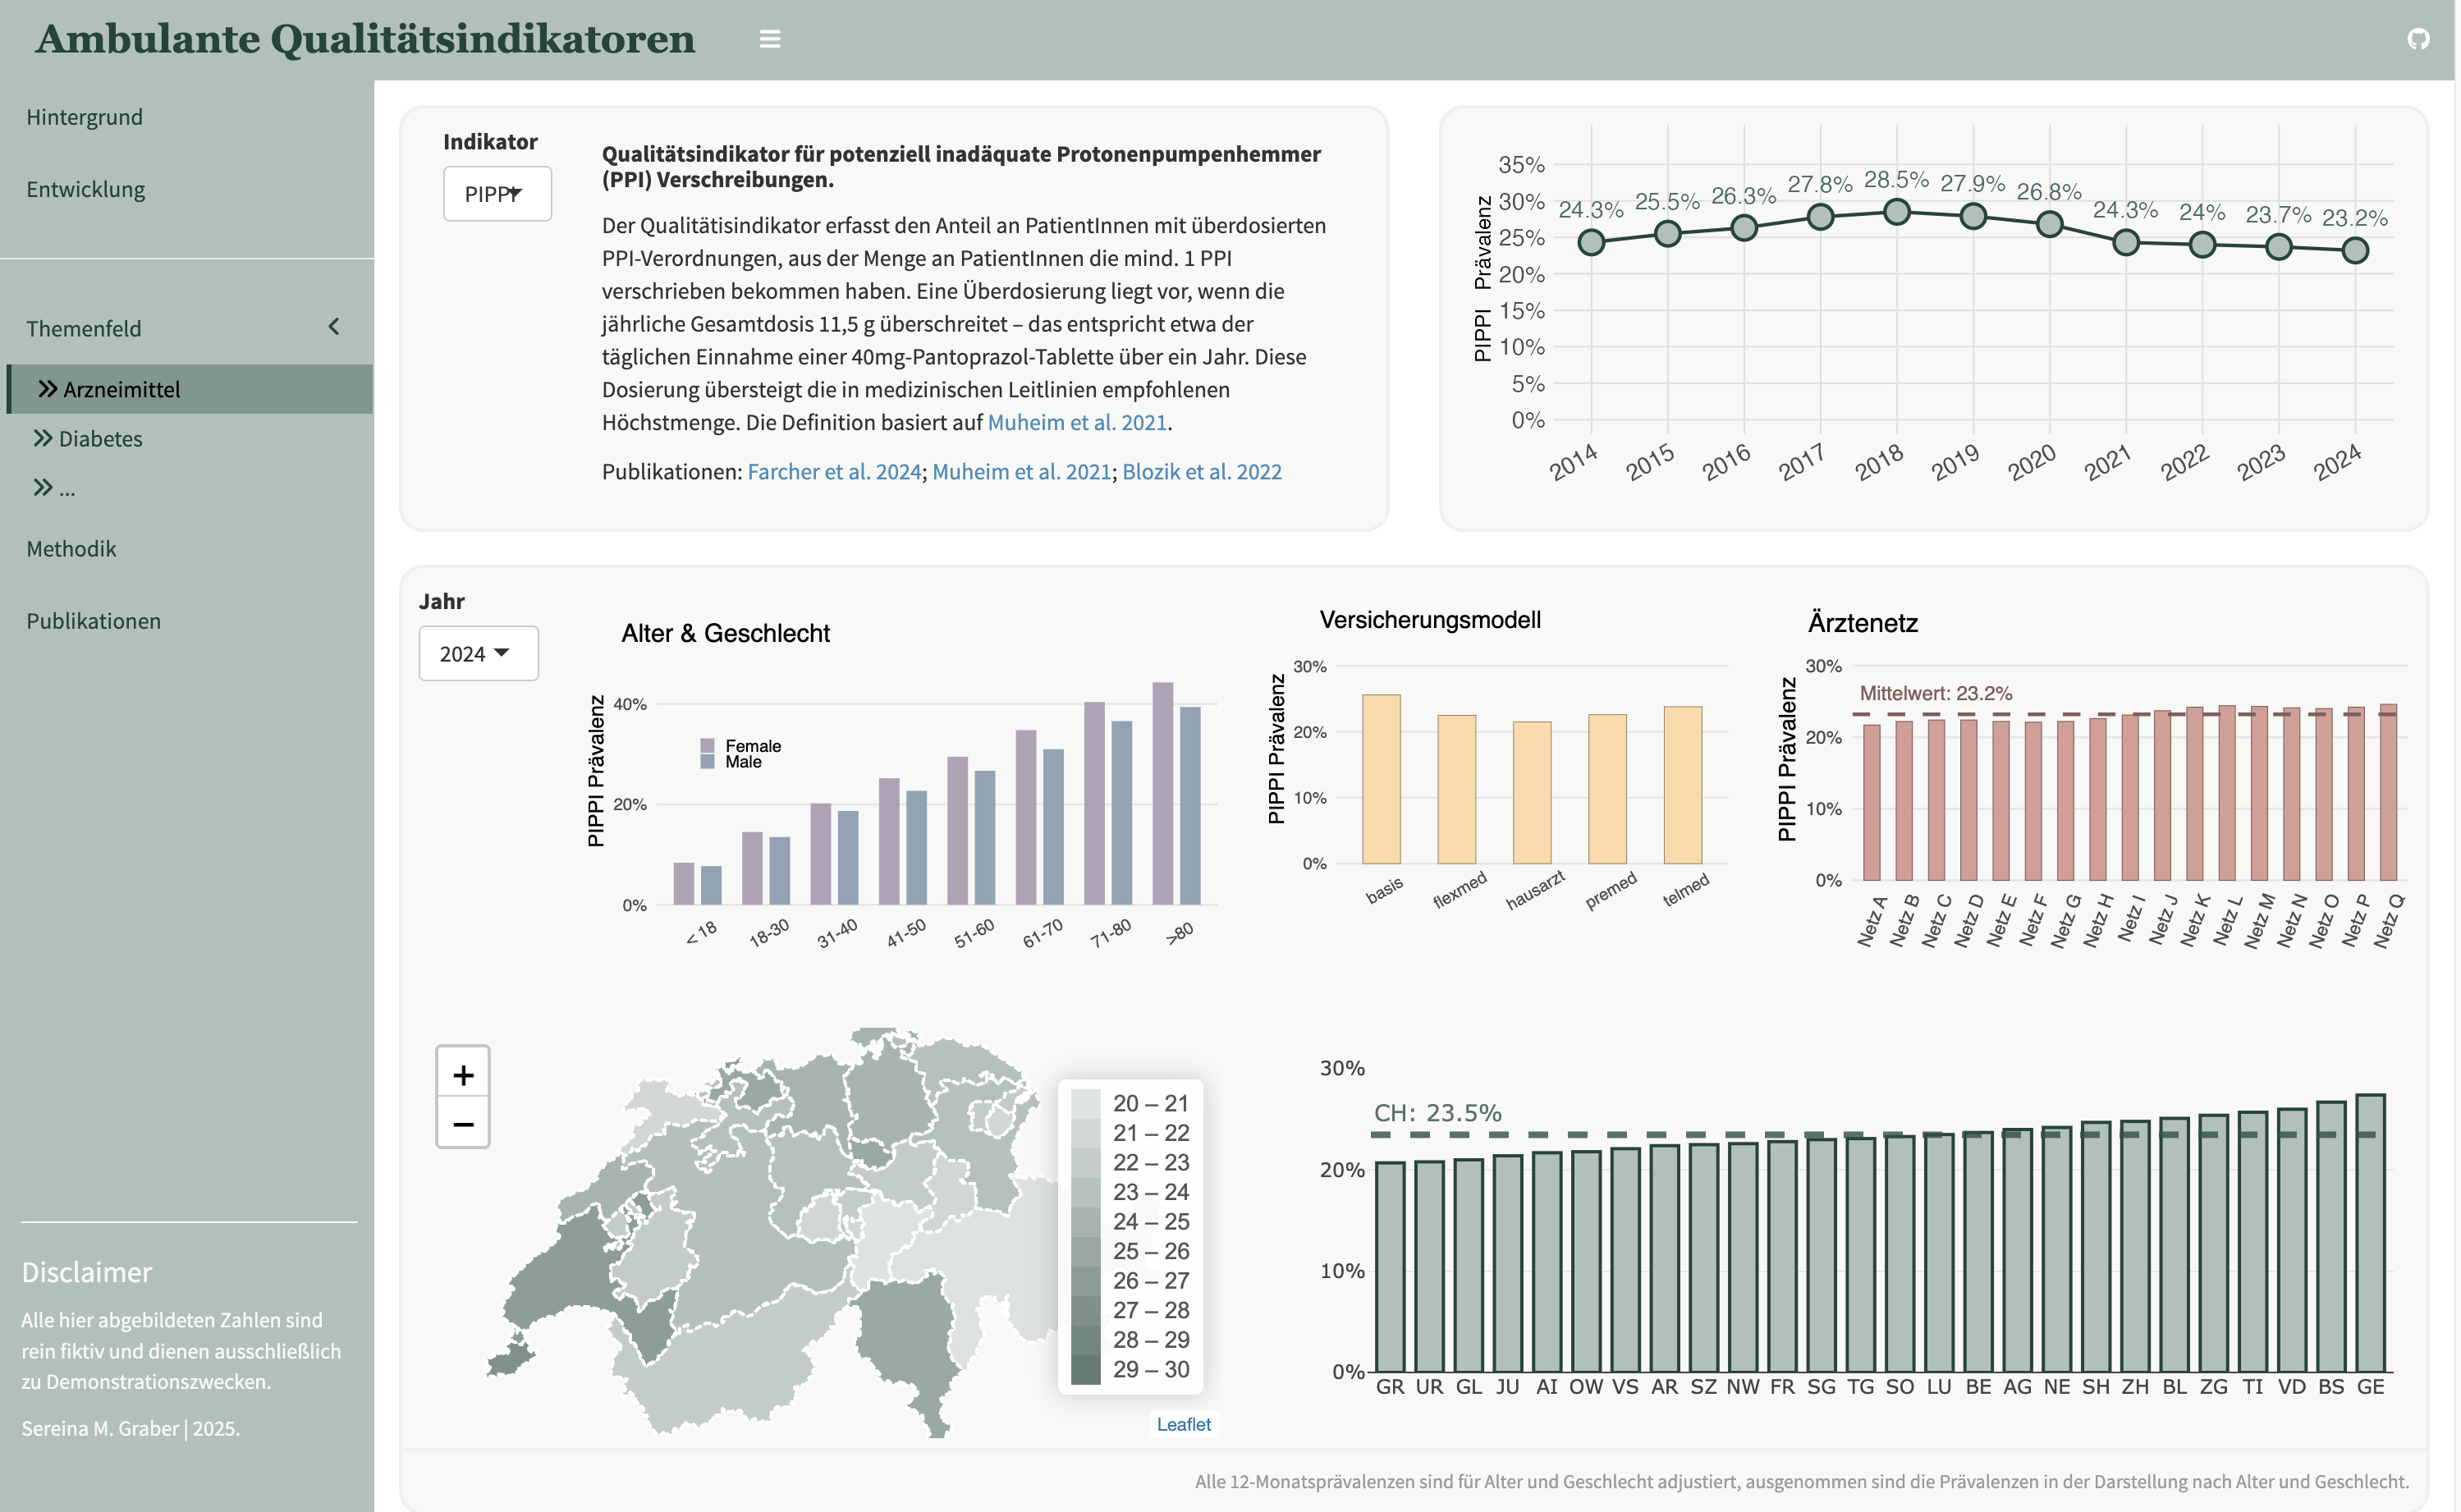 Ambulante Qualitätsindikatoren
Hintergrund
Entwicklung
Themenfeld
Arzneimittel
Diabetes
...
Methodik
Publikationen
Disclaimer
Alle hier abgebildeten Zahlen sind
rein fiktiv und dienen ausschließlich
zu Demonstrationszwecken.
Sereina M. Graber | 2025.
Indikator
PIPPI
Qualitätsindikator für potenziell inadäquate Protonenpumpenhemmer
(PPI) Verschreibungen.
Der Qualitätsindikator erfasst den Anteil an PatientInnen mit überdosierten
PPI-Verordnungen, aus der Menge an PatientInnen die mind. 1 PPI
verschrieben bekommen haben. Eine Überdosierung liegt vor, wenn die
jährliche Gesamtdosis 11,5 g überschreitet – das entspricht etwa der
täglichen Einnahme einer 40mg-Pantoprazol-Tablette über ein Jahr. Diese
Dosierung übersteigt die in medizinischen Leitlinien empfohlenen
Höchstmenge. Die Definition basiert auf Muheim et al. 2021.
Publikationen: Farcher et al. 2024; Muheim et al. 2021; Blozik et al. 2022
PIPPI Prävalenz
35%
30%
25%
20%
15%
10%
5%
0%
24.3% 25.5% 26.3% 27.8% 28.5% 27.9% 26.8% 24.3% 24% 23.7% 23.2%
2014 2015 2016 2017 2018 2019 2020 2021 2022 2023 2024
Jahr
2024
Alter & Geschlecht
PIPPI Prävalenz
40%
20%
0%
Female
Male
< 18 18-30 31-40 41-50 51-60 61-70 71-80 >80
Versicherungsmodell
PIPPI Prävalenz
30%
20%
10%
0%
basis flexmed hausarzt premed telmed
Ärztenetz
PIPPI Prävalenz
30%
20%
10%
0%
Mittelwert: 23.2%
Netz A Netz B Netz C Netz D Netz E Netz F Netz G Netz H Netz I Netz J Netz K Netz L Netz M Netz N Netz O Netz P Netz Q
+
−
20 – 21
21 – 22
22 – 23
23 – 24
24 – 25
25 – 26
26 – 27
27 – 28
28 – 29
29 – 30
Leaflet
30%
20%
10%
0%
CH: 23.5%
GR UR GL JU AI OW VS AR SZ NW FR SG TG SO LU BE AG NE SH ZH BL ZG TI VD BS GE
Alle 12-Monatsprävalenzen sind für Alter und Geschlecht adjustiert, ausgenommen sind die Prävalenzen in der Darstellung nach Alter und Geschlecht.